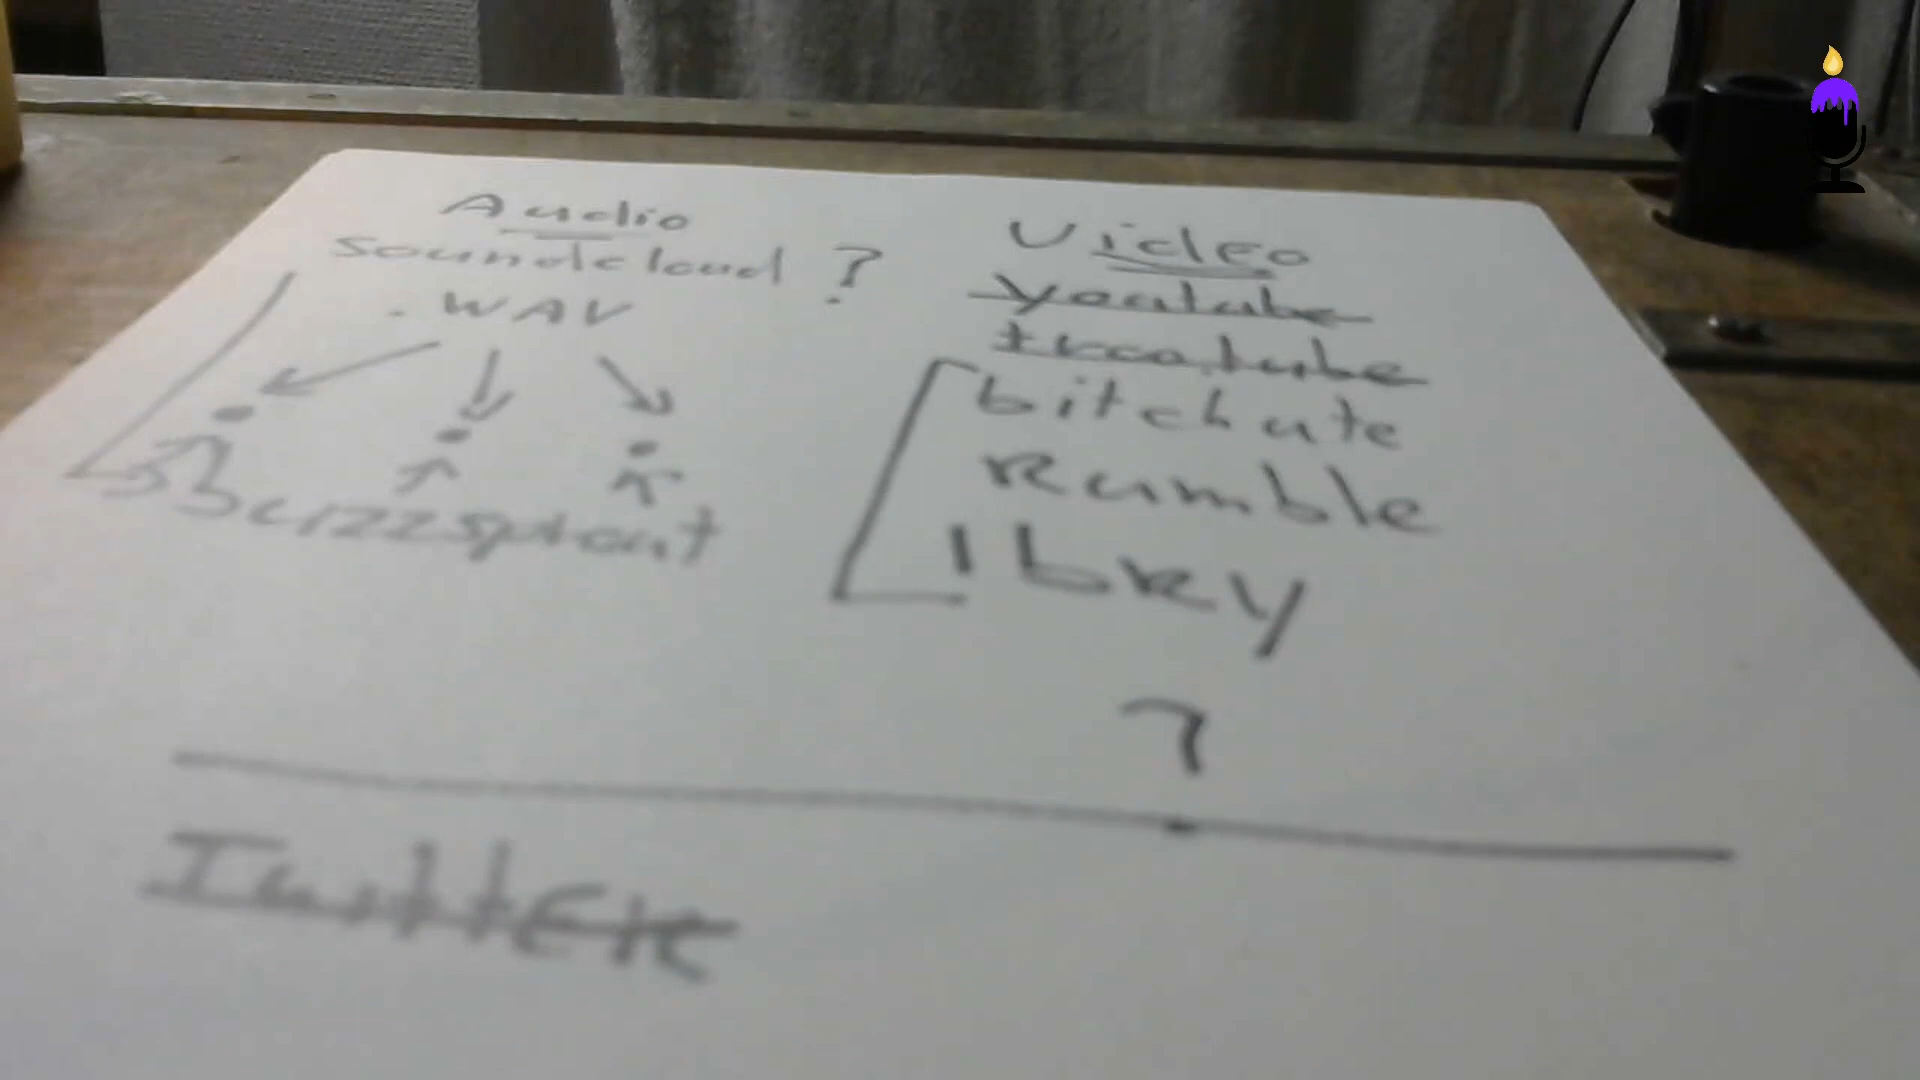 Audio
Soundcloud ?
.WAV
Buzzsprout
Video
youtube
bitchute
Rumble
lbry
?
TwittEr